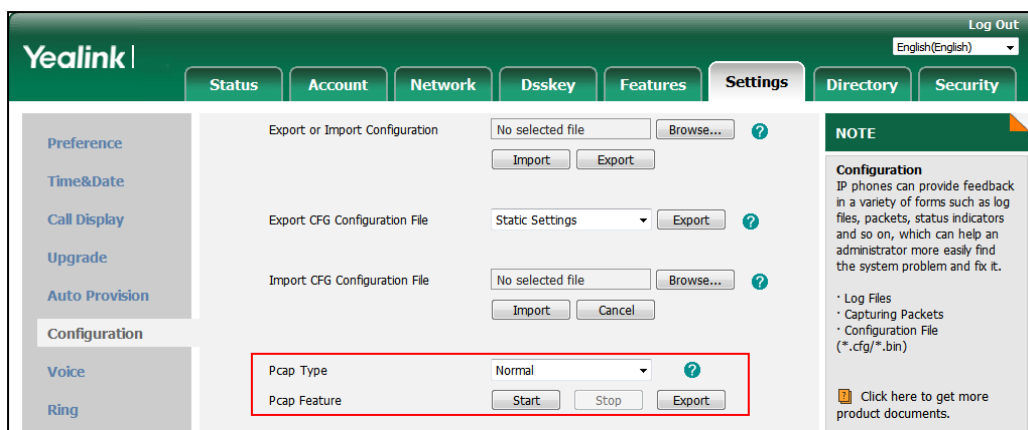 Log Out
Yealink
English(English)
Status Account Network Dsskey Features Settings Directory Security
Preference
Time&Date
Call Display
Upgrade
Auto Provision
Configuration
Voice
Ring
Export or Import Configuration No selected file Browse... ?
Import Export
Export CFG Configuration File Static Settings Export ?
Import CFG Configuration File No selected file Browse... ?
Import Cancel
Pcap Type Normal ?
Pcap Feature Start Stop Export
NOTE
Configuration
IP phones can provide feedback
in a variety of forms such as log
files, packets, status indicators
and so on, which can help an
administrator more easily find
the system problem and fix it.
· Log Files
· Capturing Packets
· Configuration File
(*.cfg/*.bin)
? Click here to get more
product documents.